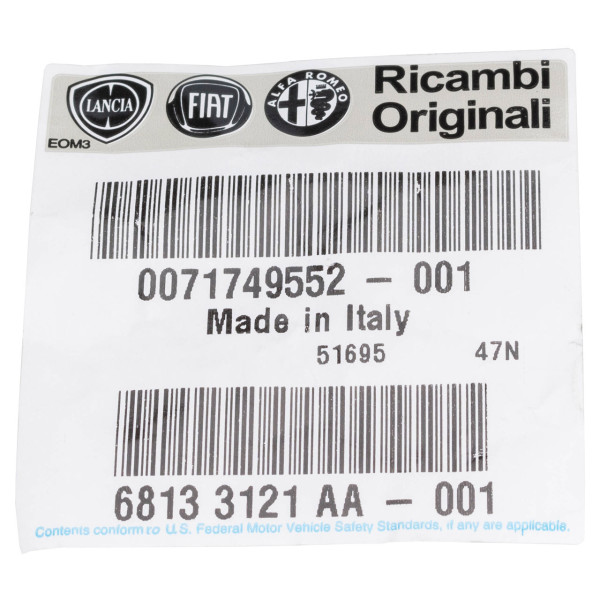 LANCIA FIAT ALFA ROMEO Ricambi
Originali
EOM3
0071749552 - 001
Made in Italy
51695 47N
6813 3121 AA - 001
Contents conform to U.S. Federal Motor Vehicle Safety Standards, if any are applicable.